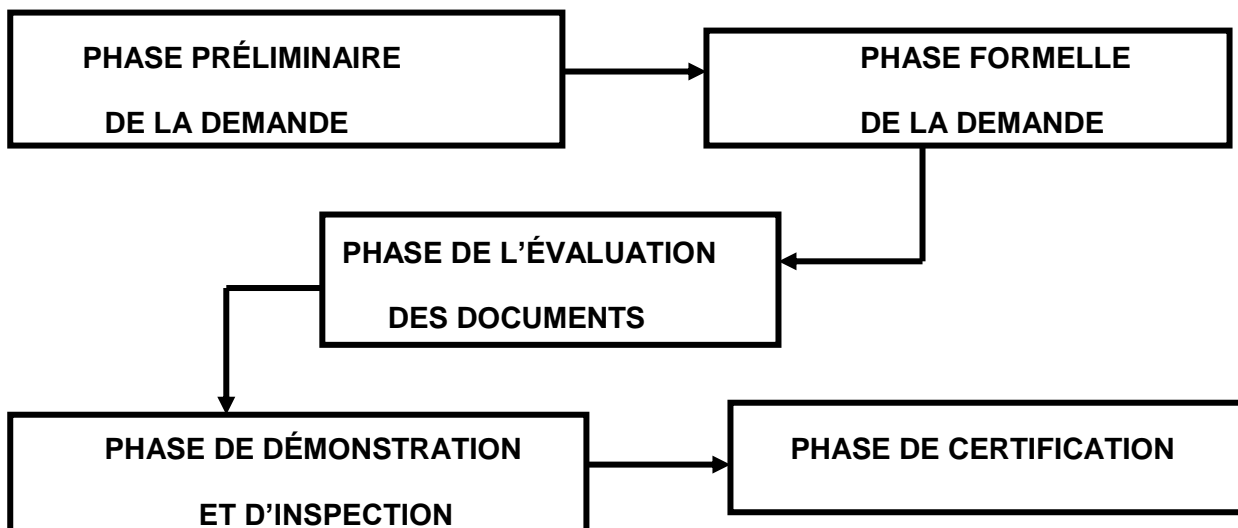 PHASE PRÉLIMINAIRE
DE LA DEMANDE
PHASE FORMELLE
DE LA DEMANDE
PHASE DE L’ÉVALUATION
DES DOCUMENTS
PHASE DE DÉMONSTRATION
ET D’INSPECTION
PHASE DE CERTIFICATION